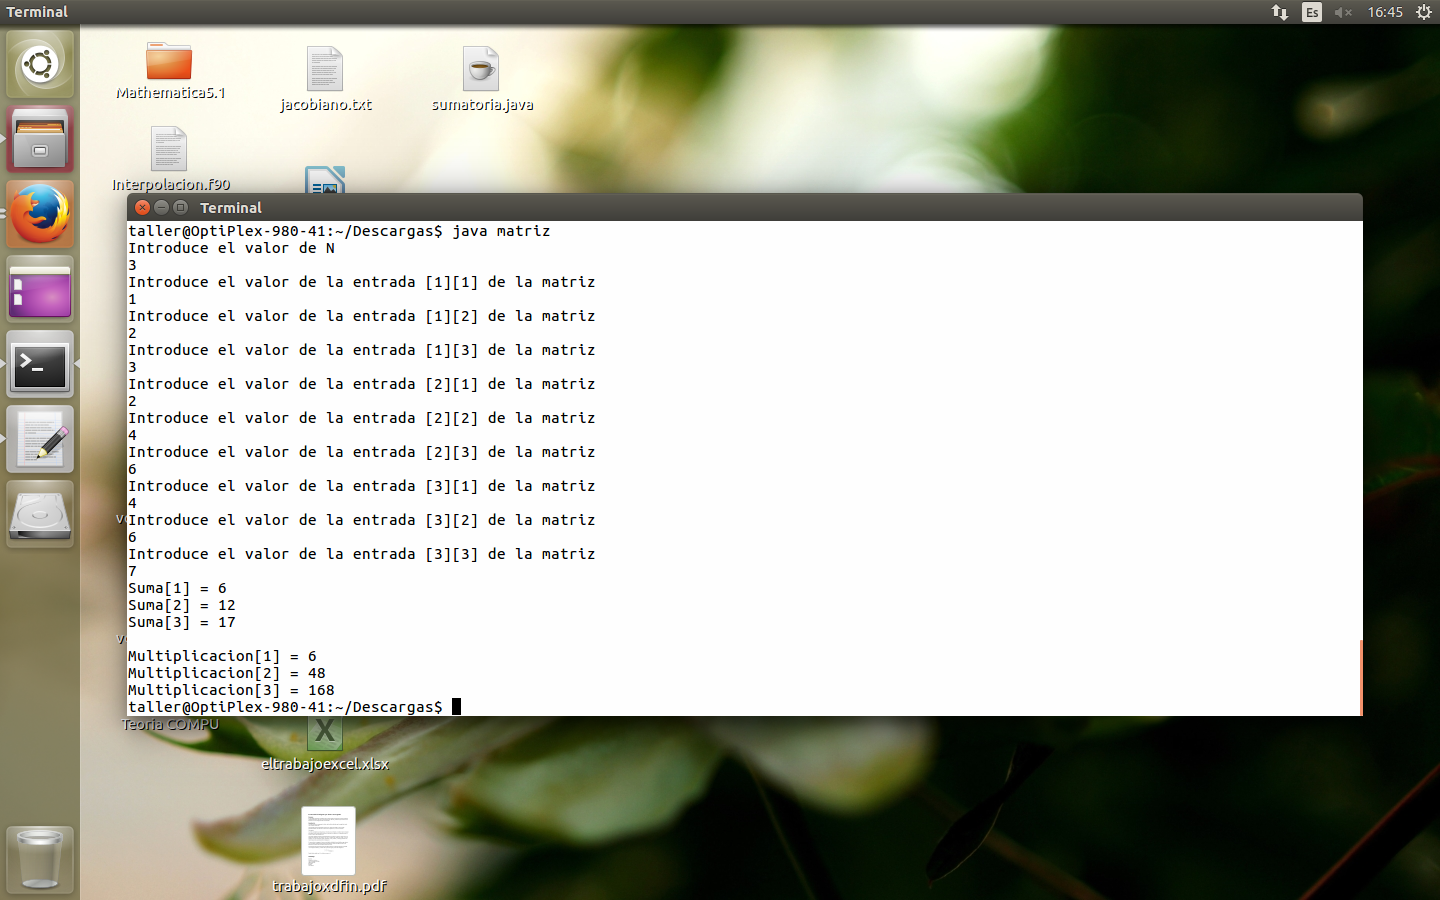 Terminal
Es
16:45
Mathematica5.1
jacobiano.txt
sumatoria.java
Interpolacion.f90
Terminal
taller@OptiPlex-980-41:~/Descargas$ java matriz
Introduce el valor de N
3
Introduce el valor de la entrada [1][1] de la matriz
1
Introduce el valor de la entrada [1][2] de la matriz
2
Introduce el valor de la entrada [1][3] de la matriz
3
Introduce el valor de la entrada [2][1] de la matriz
2
Introduce el valor de la entrada [2][2] de la matriz
4
Introduce el valor de la entrada [2][3] de la matriz
6
Introduce el valor de la entrada [3][1] de la matriz
4
Introduce el valor de la entrada [3][2] de la matriz
6
Introduce el valor de la entrada [3][3] de la matriz
7
Suma[1] = 6
Suma[2] = 12
Suma[3] = 17
Multiplicacion[1] = 6
Multiplicacion[2] = 48
Multiplicacion[3] = 168
taller@OptiPlex-980-41:~/Descargas$
Teoria COMPU
X
eltrabajoexcel.xlsx
trabajoxdfin.pdf